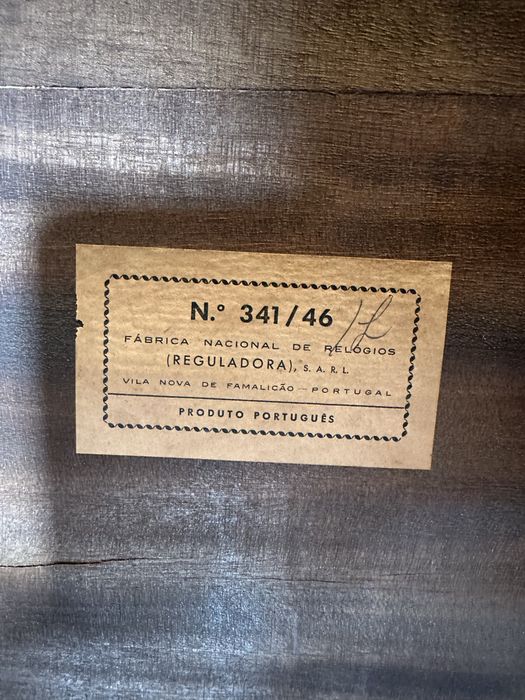 N.º 341/46
FÁBRICA NACIONAL DE RELÓGIOS
(REGULADORA), S. A. R. L.
VILA NOVA DE FAMALICÃO — PORTUGAL
PRODUTO PORTUGUÊS